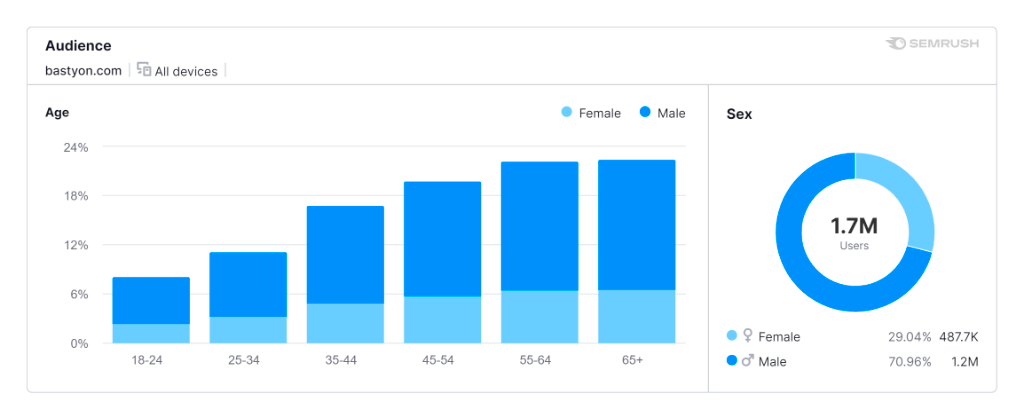 Audience
SEMRUSH
bastyon.com All devices
Age
Female Male
24%
18%
12%
6%
0%
18-24 25-34 35-44 45-54 55-64 65+
Sex
1.7M
Users
Female 29.04% 487.7K
Male 70.96% 1.2M